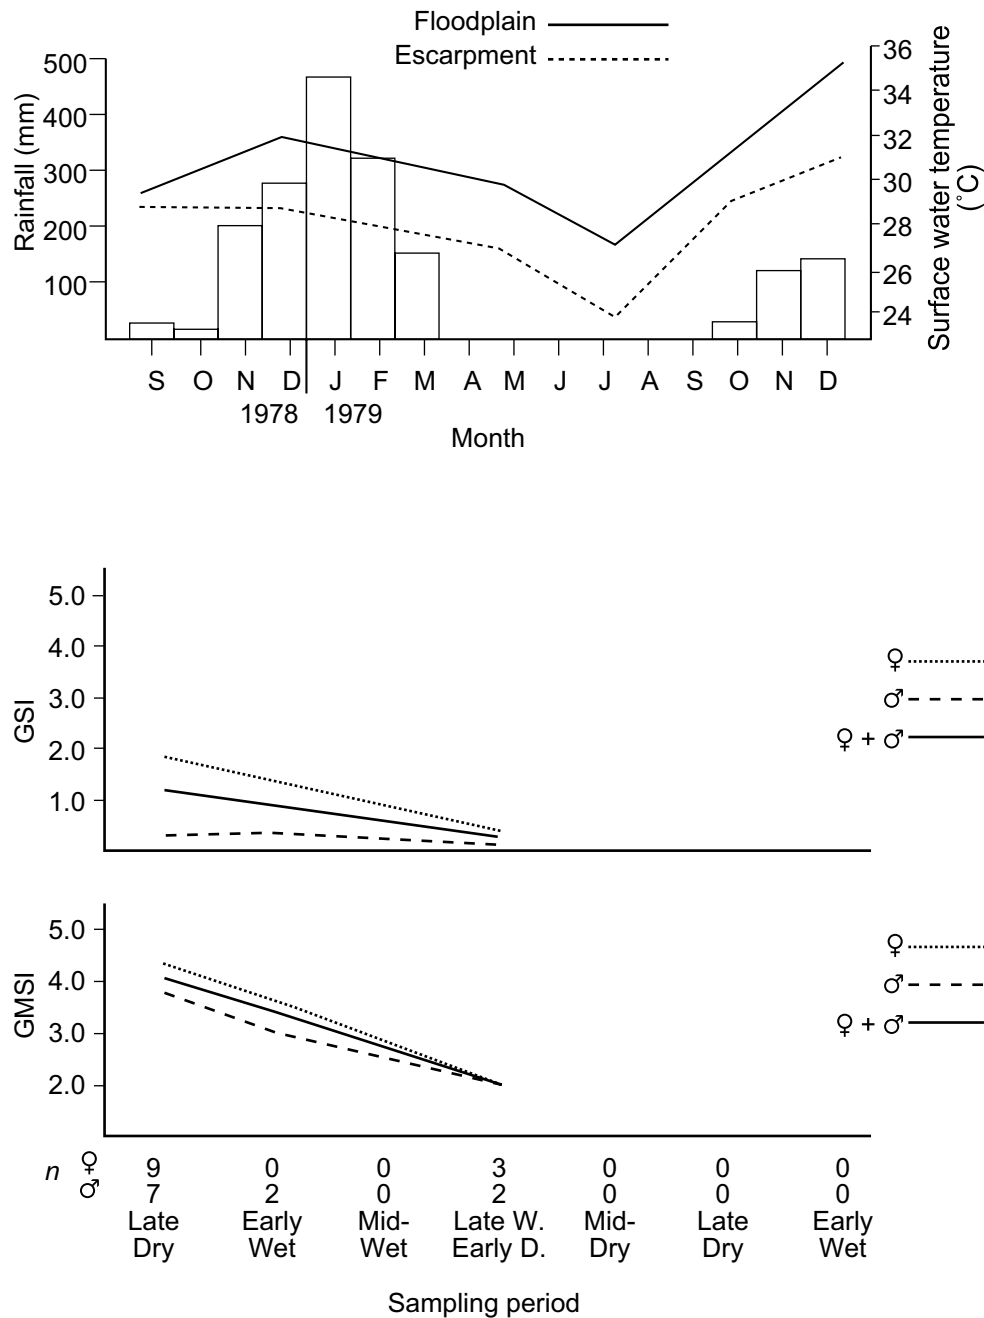 Floodplain
Escarpment
Rainfall (mm)
500
400
300
200
100
36
34
32
30
28
26
24
Surface water temperature
(˚C)
S O N D J F M A M J J A S O N D
1978 1979
Month
GSI
5.0
4.0
3.0
2.0
1.0
♀
♂
♀ + ♂
GMSI
5.0
4.0
3.0
2.0
♀
♂
♀ + ♂
n ♀ 9 0 0 3 0 0 0
♂ 7 2 0 2 0 0 0
Late Early Mid- Late W. Mid- Late Early
Dry Wet Wet Early D. Dry Dry Wet
Sampling period